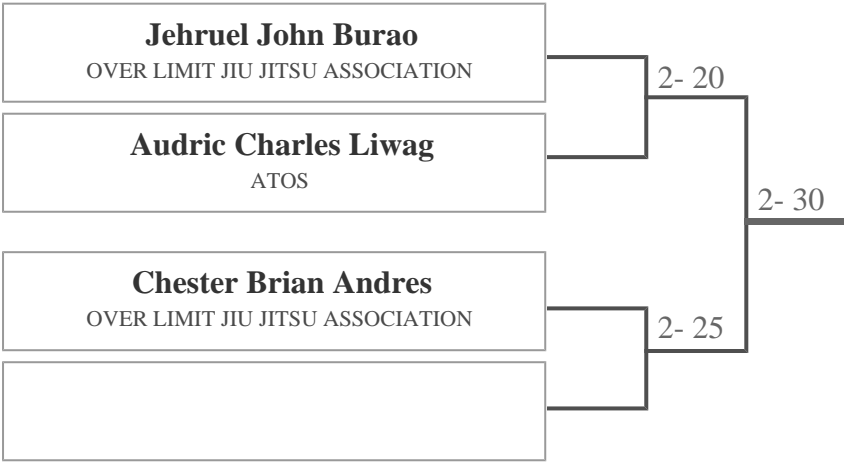 Jehruel John Burao
OVER LIMIT JIU JITSU ASSOCIATION
2- 20
Audric Charles Liwag
ATOS
2- 30
Chester Brian Andres
OVER LIMIT JIU JITSU ASSOCIATION
2- 25